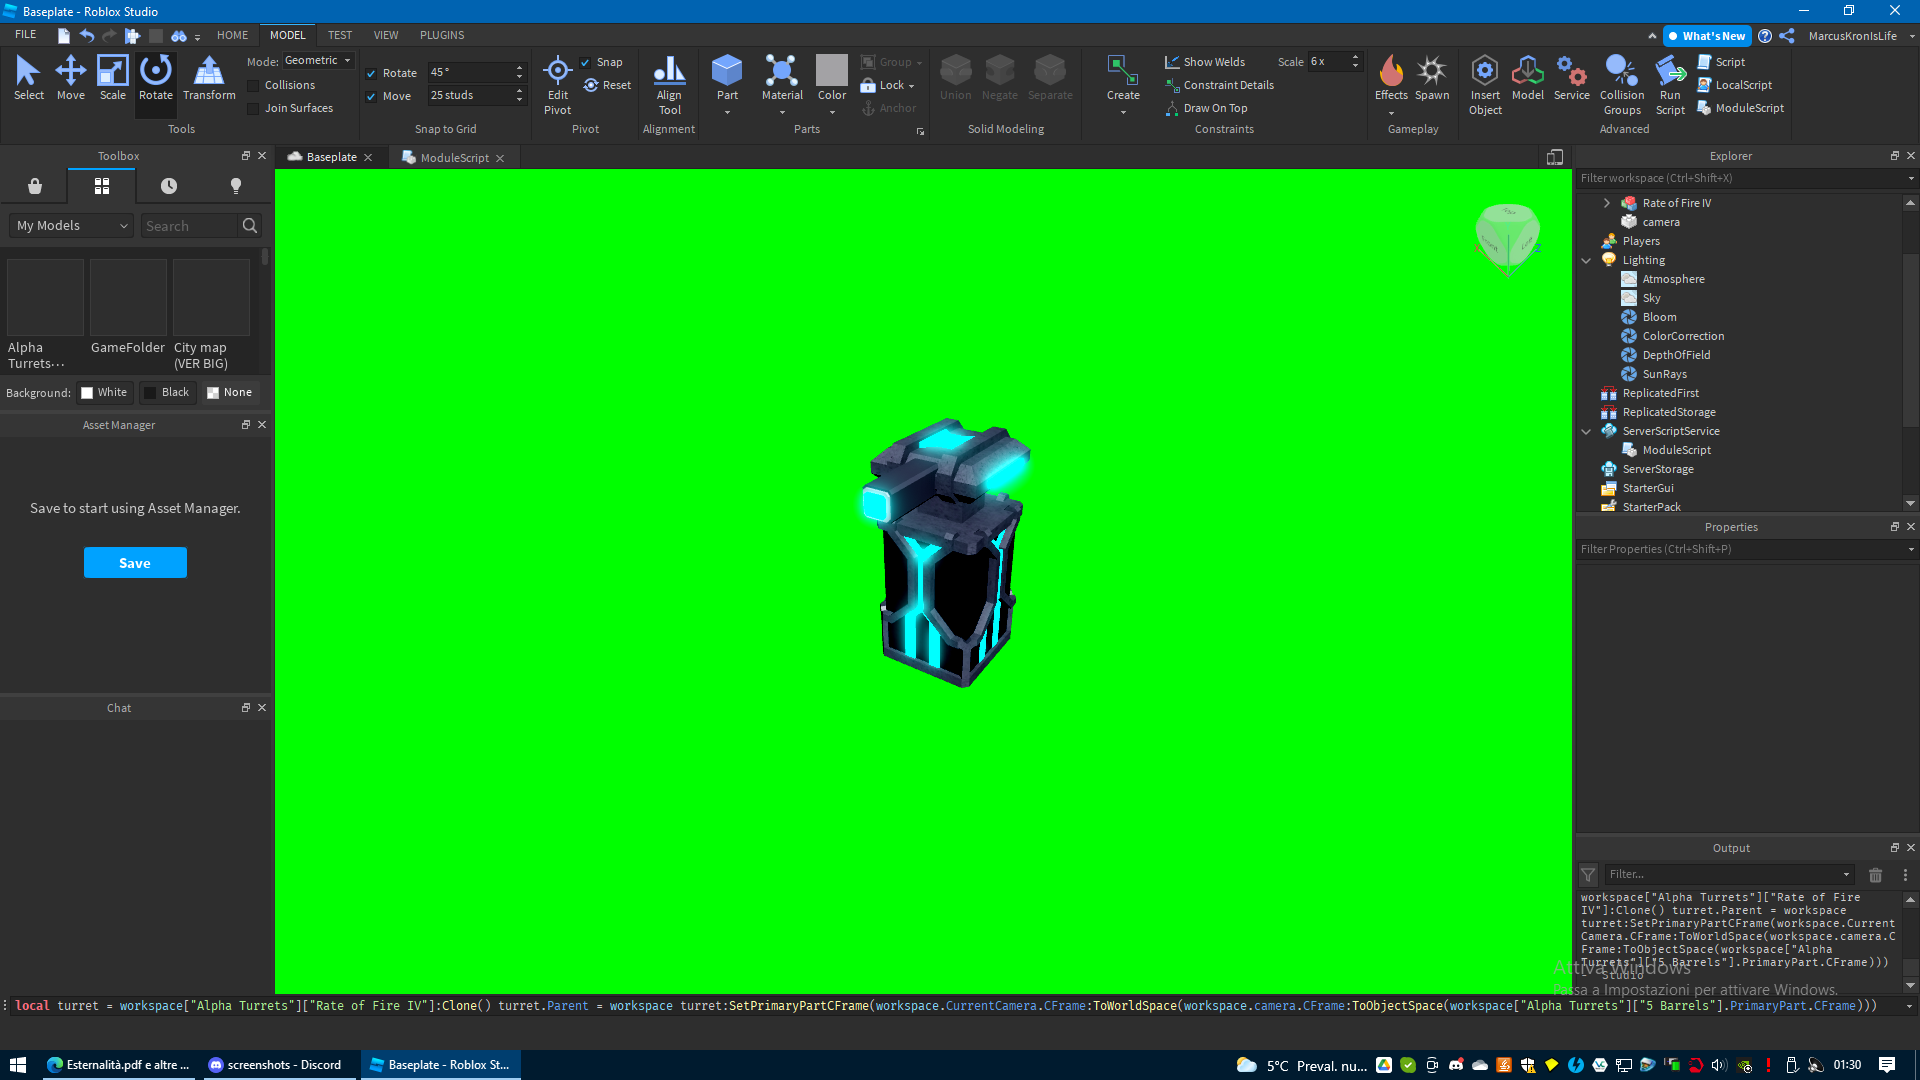 Baseplate - Roblox Studio
FILE HOME MODEL TEST VIEW PLUGINS
What's New MarcusKronIsLife
Select Move Scale Rotate Transform
Mode: Geometric
Collisions
Join Surfaces
Tools
Rotate 45°
Move 25 studs
Snap to Grid
Edit Pivot
Snap
Reset
Pivot
Align Tool
Alignment
Part Material Color
Group
Lock
Anchor
Parts
Union Negate Separate
Solid Modeling
Create
Show Welds
Constraint Details
Draw On Top
Scale 6 x
Constraints
Effects Spawn
Gameplay
Insert Object
Model
Service
Collision Groups
Run Script
Script
LocalScript
ModuleScript
Advanced
Toolbox
My Models Search
Alpha Turrets...
GameFolder
City map (VER BIG)
Background: White Black None
Asset Manager
Save to start using Asset Manager.
Save
Chat
Baseplate
ModuleScript
Explorer
Filter workspace (Ctrl+Shift+X)
Rate of Fire IV
camera
Players
Lighting
Atmosphere
Sky
Bloom
ColorCorrection
DepthOfField
SunRays
ReplicatedFirst
ReplicatedStorage
ServerScriptService
ModuleScript
ServerStorage
StarterGui
StarterPack
Properties
Filter Properties (Ctrl+Shift+P)
Output
Filter...
workspace["Alpha Turrets"]["Rate of Fire
IV"]:Clone() turret.Parent = workspace
turret:SetPrimaryPartCFrame(workspace.Current
Camera.CFrame:ToWorldSpace(workspace.camera.C
Frame:ToObjectSpace(workspace["Alpha
Turrets"]["5 Barrels"].PrimaryPart.CFrame)))
- Studio
Attiva Windows
Passa a Impostazioni per attivare Windows.
local turret = workspace["Alpha Turrets"]["Rate of Fire IV"]:Clone() turret.Parent = workspace turret:SetPrimaryPartCFrame(workspace.CurrentCamera.CFrame:ToWorldSpace(workspace.camera.CFrame:ToObjectSpace(workspace["Alpha Turrets"]["5 Barrels"].PrimaryPart.CFrame)))
Esternalità.pdf e altre ...
screenshots - Discord
Baseplate - Roblox St...
5°C Preval. nu...
01:30